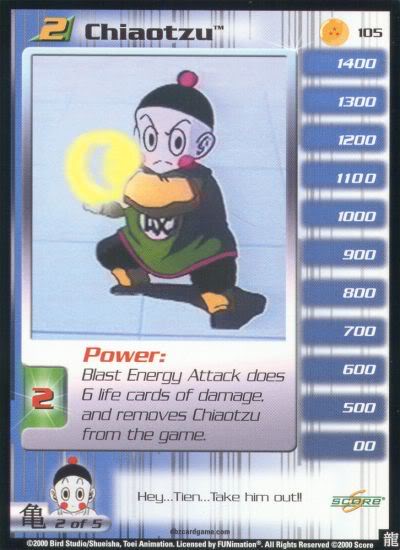 2 Chiaotzu™ 105
1400
1300
1200
1100
1000
900
800
700
600
500
00
Power:
2
Blast Energy Attack does
6 life cards of damage,
and removes Chiaotzu
from the game.
Hey...Tien...Take him out!!
SCORE
亀 2 of 5
dbzcardgame.com
龍
©2000 Bird Studio/Shueisha, Toei Animation. Licensed by FUNimation®. All Rights Reserved ©2000 Score